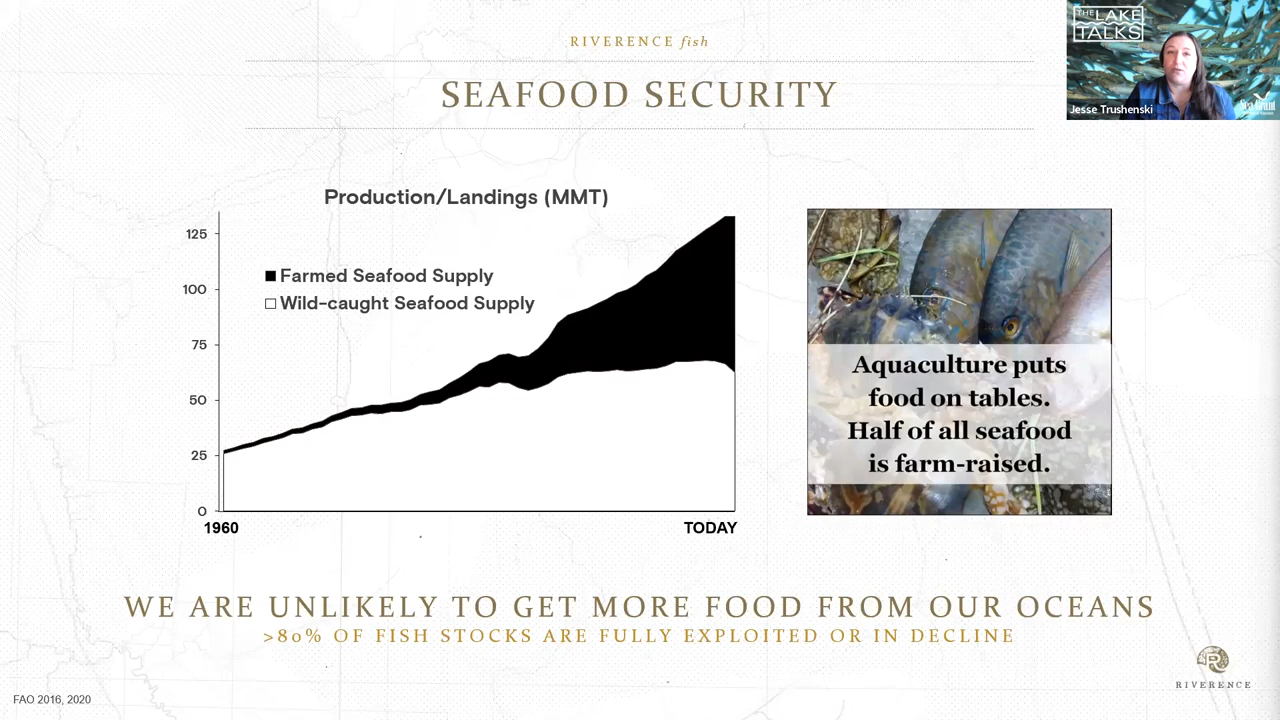 RIVERENCE fish
SEAFOOD SECURITY
THE LAKE
TALKS
Jesse Trushenski
Sea Grant
Production/Landings (MMT)
125
100
75
50
25
0
Farmed Seafood Supply
Wild-caught Seafood Supply
1960
TODAY
Aquaculture puts
food on tables.
Half of all seafood
is farm-raised.
WE ARE UNLIKELY TO GET MORE FOOD FROM OUR OCEANS
>80% OF FISH STOCKS ARE FULLY EXPLOITED OR IN DECLINE
R
RIVERENCE
FAO 2016, 2020